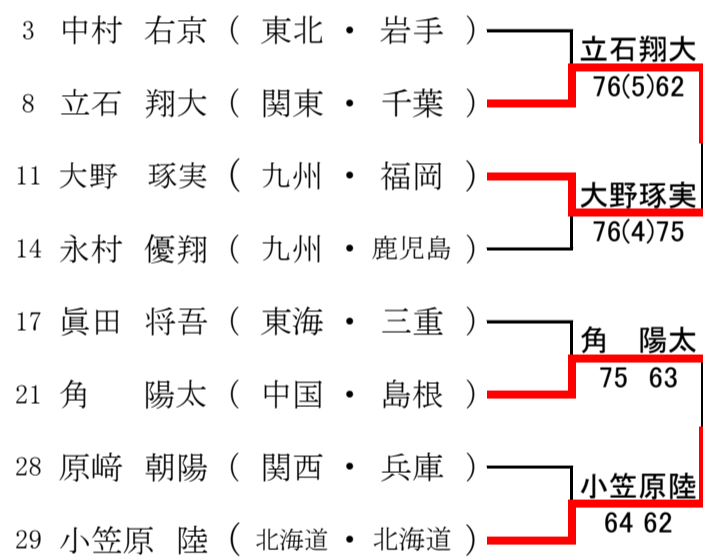 3 中村 右京 ( 東北 ・ 岩手 )
立石翔大
76(5)62
8 立石 翔大 ( 関東 ・ 千葉 )
11 大野 琢実 ( 九州 ・ 福岡 )
大野琢実
76(4)75
14 永村 優翔 ( 九州 ・ 鹿児島 )
17 眞田 将吾 ( 東海 ・ 三重 )
角 陽太
75 63
21 角 陽太 ( 中国 ・ 島根 )
28 原﨑 朝陽 ( 関西 ・ 兵庫 )
小笠原陸
64 62
29 小笠原 陸 ( 北海道 ・ 北海道 )